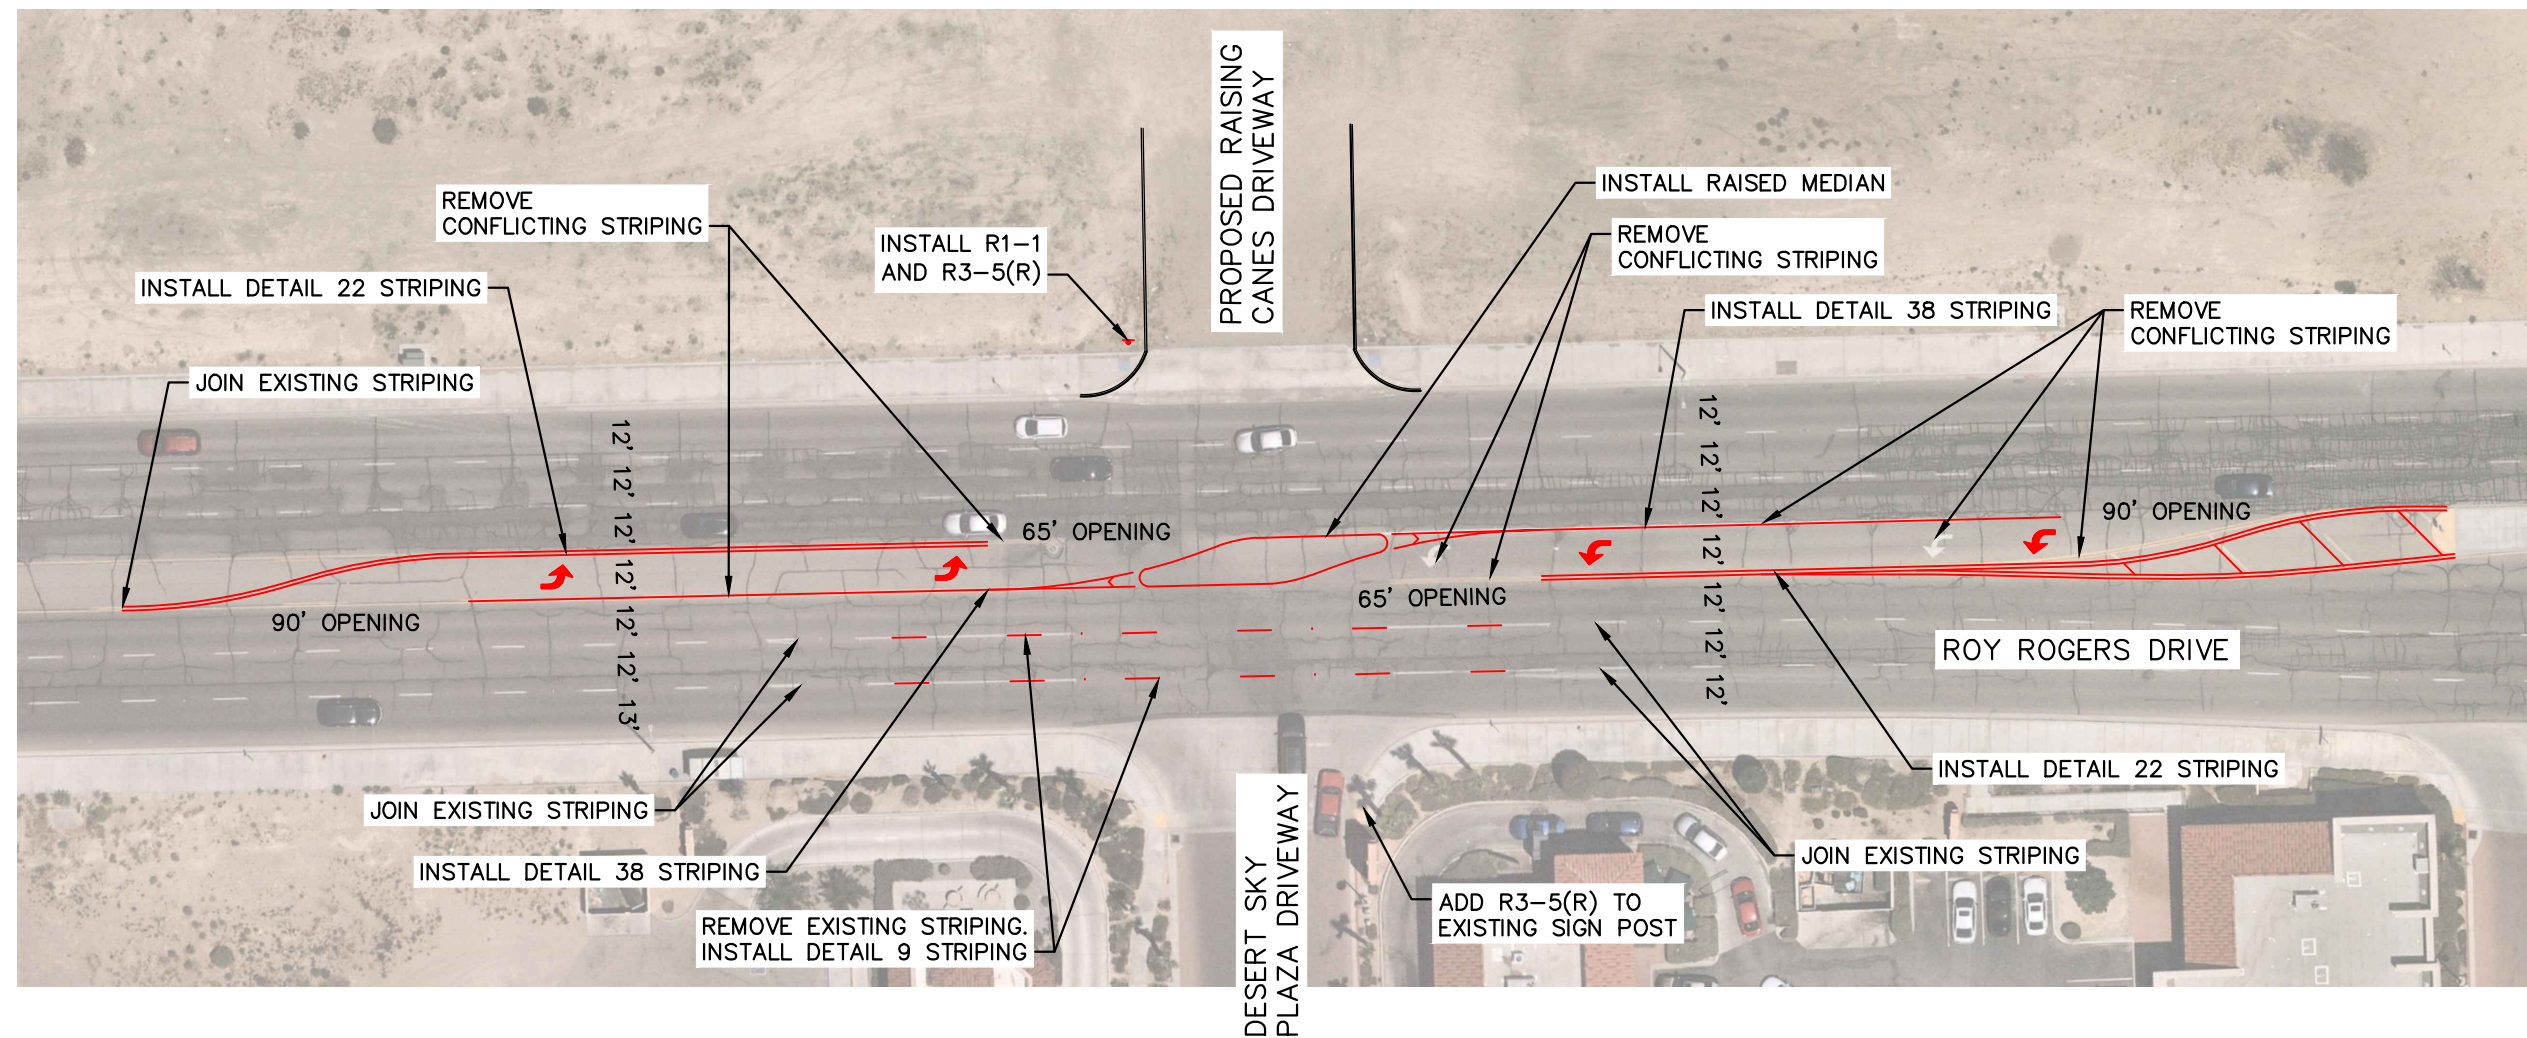 PROPOSED RAISING
CANES DRIVEWAY
INSTALL RAISED MEDIAN
REMOVE
CONFLICTING STRIPING
INSTALL R1-1
AND R3-5(R)
REMOVE
CONFLICTING STRIPING
INSTALL DETAIL 22 STRIPING
INSTALL DETAIL 38 STRIPING
REMOVE
CONFLICTING STRIPING
JOIN EXISTING STRIPING
12'
12'
12'
12'
12'
12'
13'
12'
12'
12'
12'
12'
12'
12'
65' OPENING
90' OPENING
90' OPENING
65' OPENING
ROY ROGERS DRIVE
INSTALL DETAIL 22 STRIPING
JOIN EXISTING STRIPING
INSTALL DETAIL 38 STRIPING
JOIN EXISTING STRIPING
REMOVE EXISTING STRIPING.
INSTALL DETAIL 9 STRIPING
ADD R3-5(R) TO
EXISTING SIGN POST
DESERT SKY
PLAZA DRIVEWAY